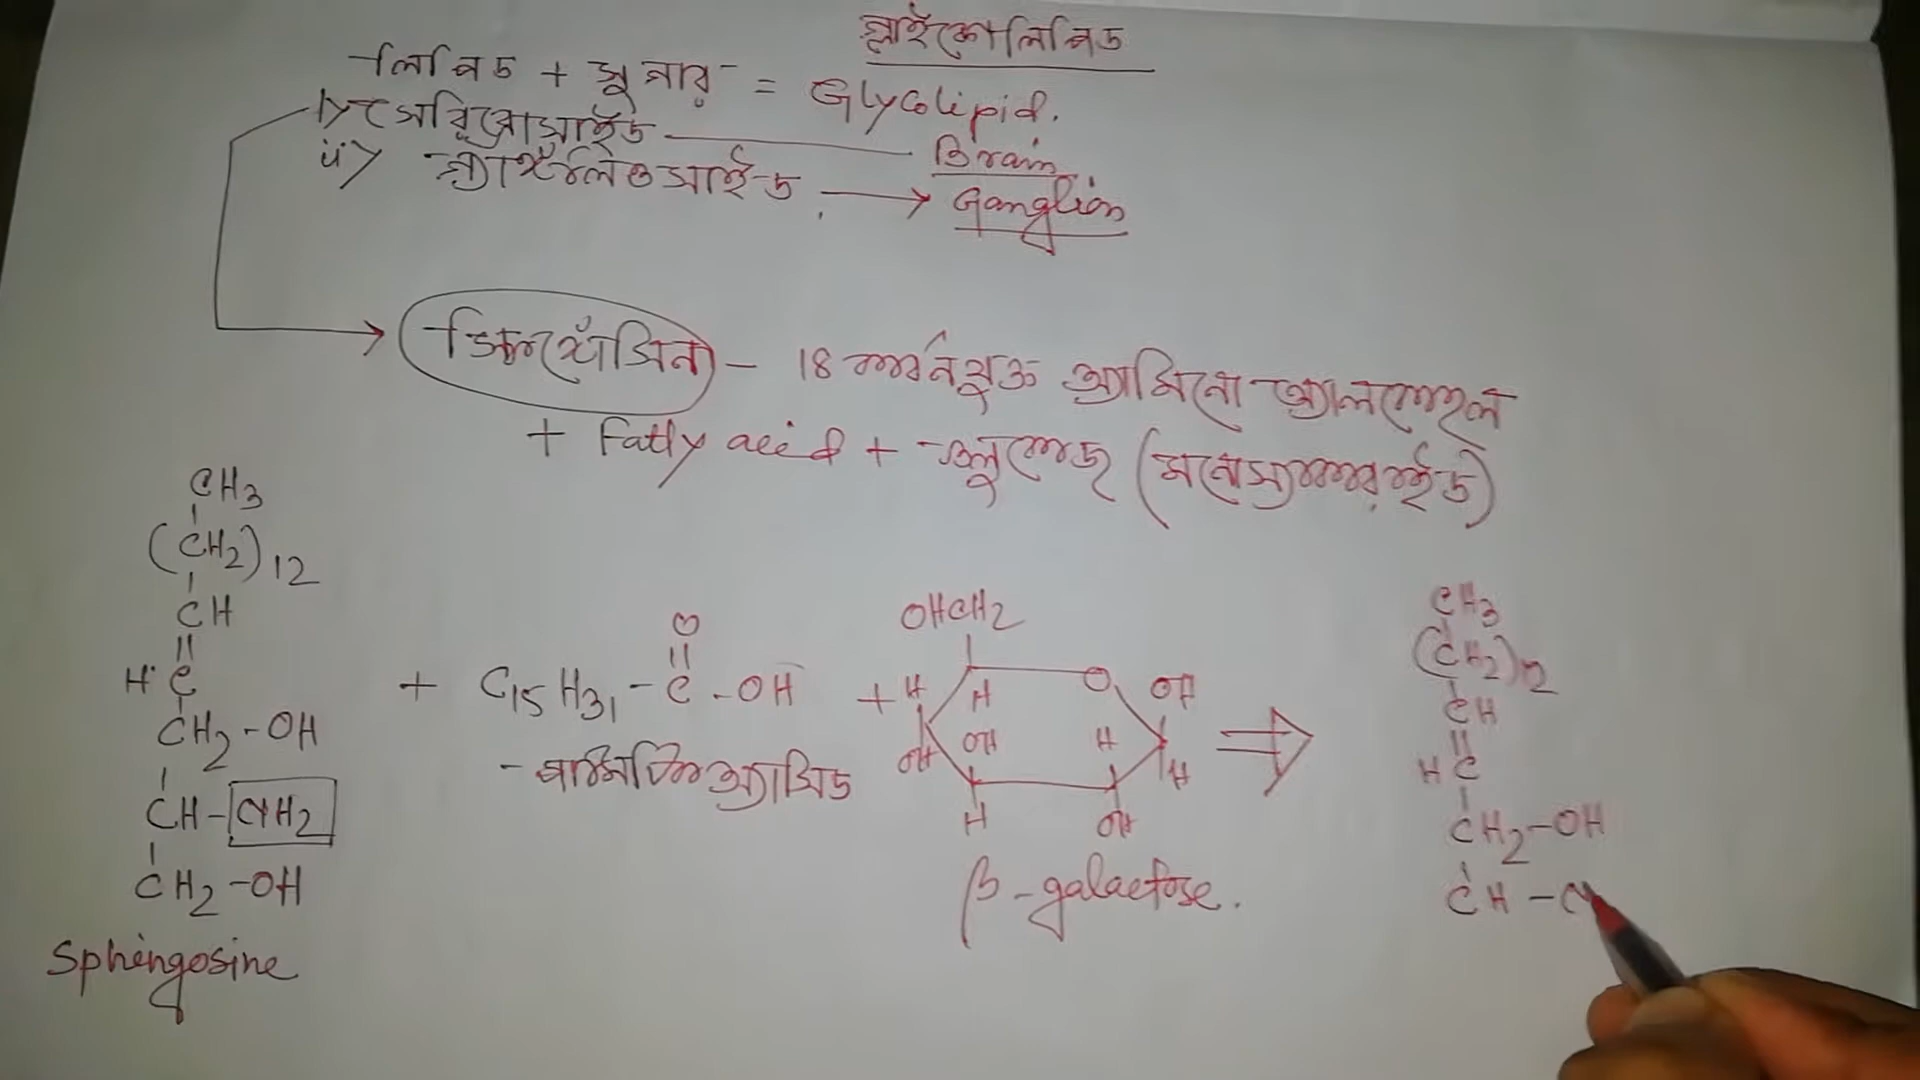 গ্লাইকোলিপিড
লিপিড + সুগার = Glycolipid.
i> সেরিব্রোসাইড — Brain
ii> গ্যাংলিওসাইড → Ganglion
স্ফিংগোসিন – 18 কার্বনযুক্ত অ্যামিনো অ্যালকোহল
+ Fatty acid + গ্লুকোজ (মনোস্যাকারাইড)
CH3
(CH2)12
CH
||
H C
CH2-OH
CH-
CH2-OH
Sphingosine
+ C15H31-C-OH
O
||
পামিটিক অ্যাসিড
+
OHCH2
H H O OH
OH OH H H
H OH
β-galactose.
⇒
CH3
(CH2)12
CH
||
H C
CH2-OH
CH-